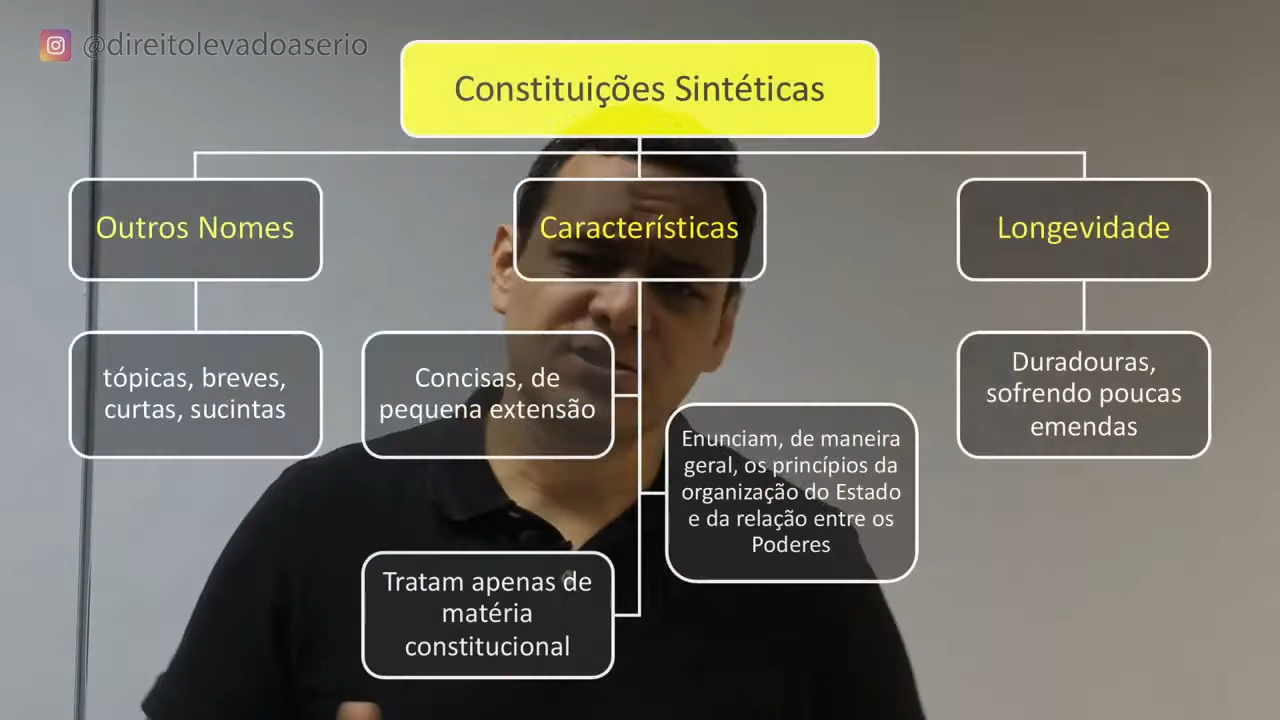 @direitolevadoaserio
Constituições Sintéticas
Outros Nomes
Características
Longevidade
tópicas, breves,
curtas, sucintas
Concisas, de
pequena extensão
Enunciam, de maneira
geral, os princípios da
organização do Estado
e da relação entre os
Poderes
Tratam apenas de
matéria
constitucional
Duradouras,
sofrendo poucas
emendas